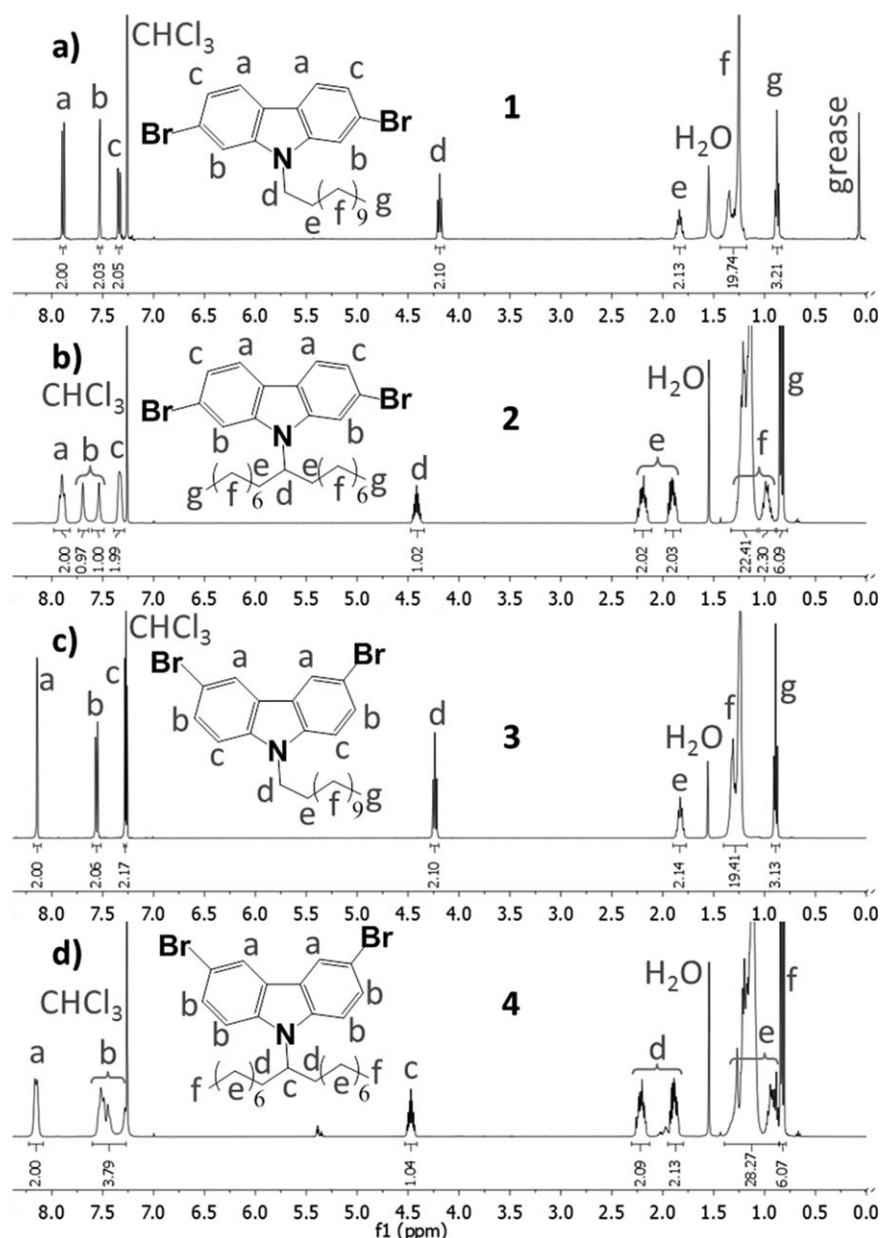 a)
CHCl3
a b c
c a a c
Br Br
b N b
d e (f)9 g
1
d
e
H2O
f
g
grease
2.00 2.03 2.05 2.10 2.13 19.74 3.21
8.0 7.5 7.0 6.5 6.0 5.5 5.0 4.5 4.0 3.5 3.0 2.5 2.0 1.5 1.0 0.5 0.0
b)
CHCl3
a b c
c a a c
Br Br
b N b
g (f)6 e d e (f)6 g
2
d
e
H2O
f
g
2.00 0.97 1.00 1.99 1.02 2.02 2.03 22.41 2.30 6.09
8.0 7.5 7.0 6.5 6.0 5.5 5.0 4.5 4.0 3.5 3.0 2.5 2.0 1.5 1.0 0.5 0.0
c)
CHCl3
a b c
Br a a Br
b b
c N c
d e (f)9 g
3
d
e
H2O
f
g
2.00 2.06 2.17 2.10 2.14 19.41 3.13
8.0 7.5 7.0 6.5 6.0 5.5 5.0 4.5 4.0 3.5 3.0 2.5 2.0 1.5 1.0 0.5 0.0
d)
CHCl3
a b
Br a a Br
b b
b N b
f (e)6 d c d (e)6 f
4
c
d
H2O
e
f
2.00 3.79 1.04 2.09 2.13 28.27 6.07
8.0 7.5 7.0 6.5 6.0 5.5 5.0 4.5 4.0 3.5 3.0 2.5 2.0 1.5 1.0 0.5 0.0
f1 (ppm)